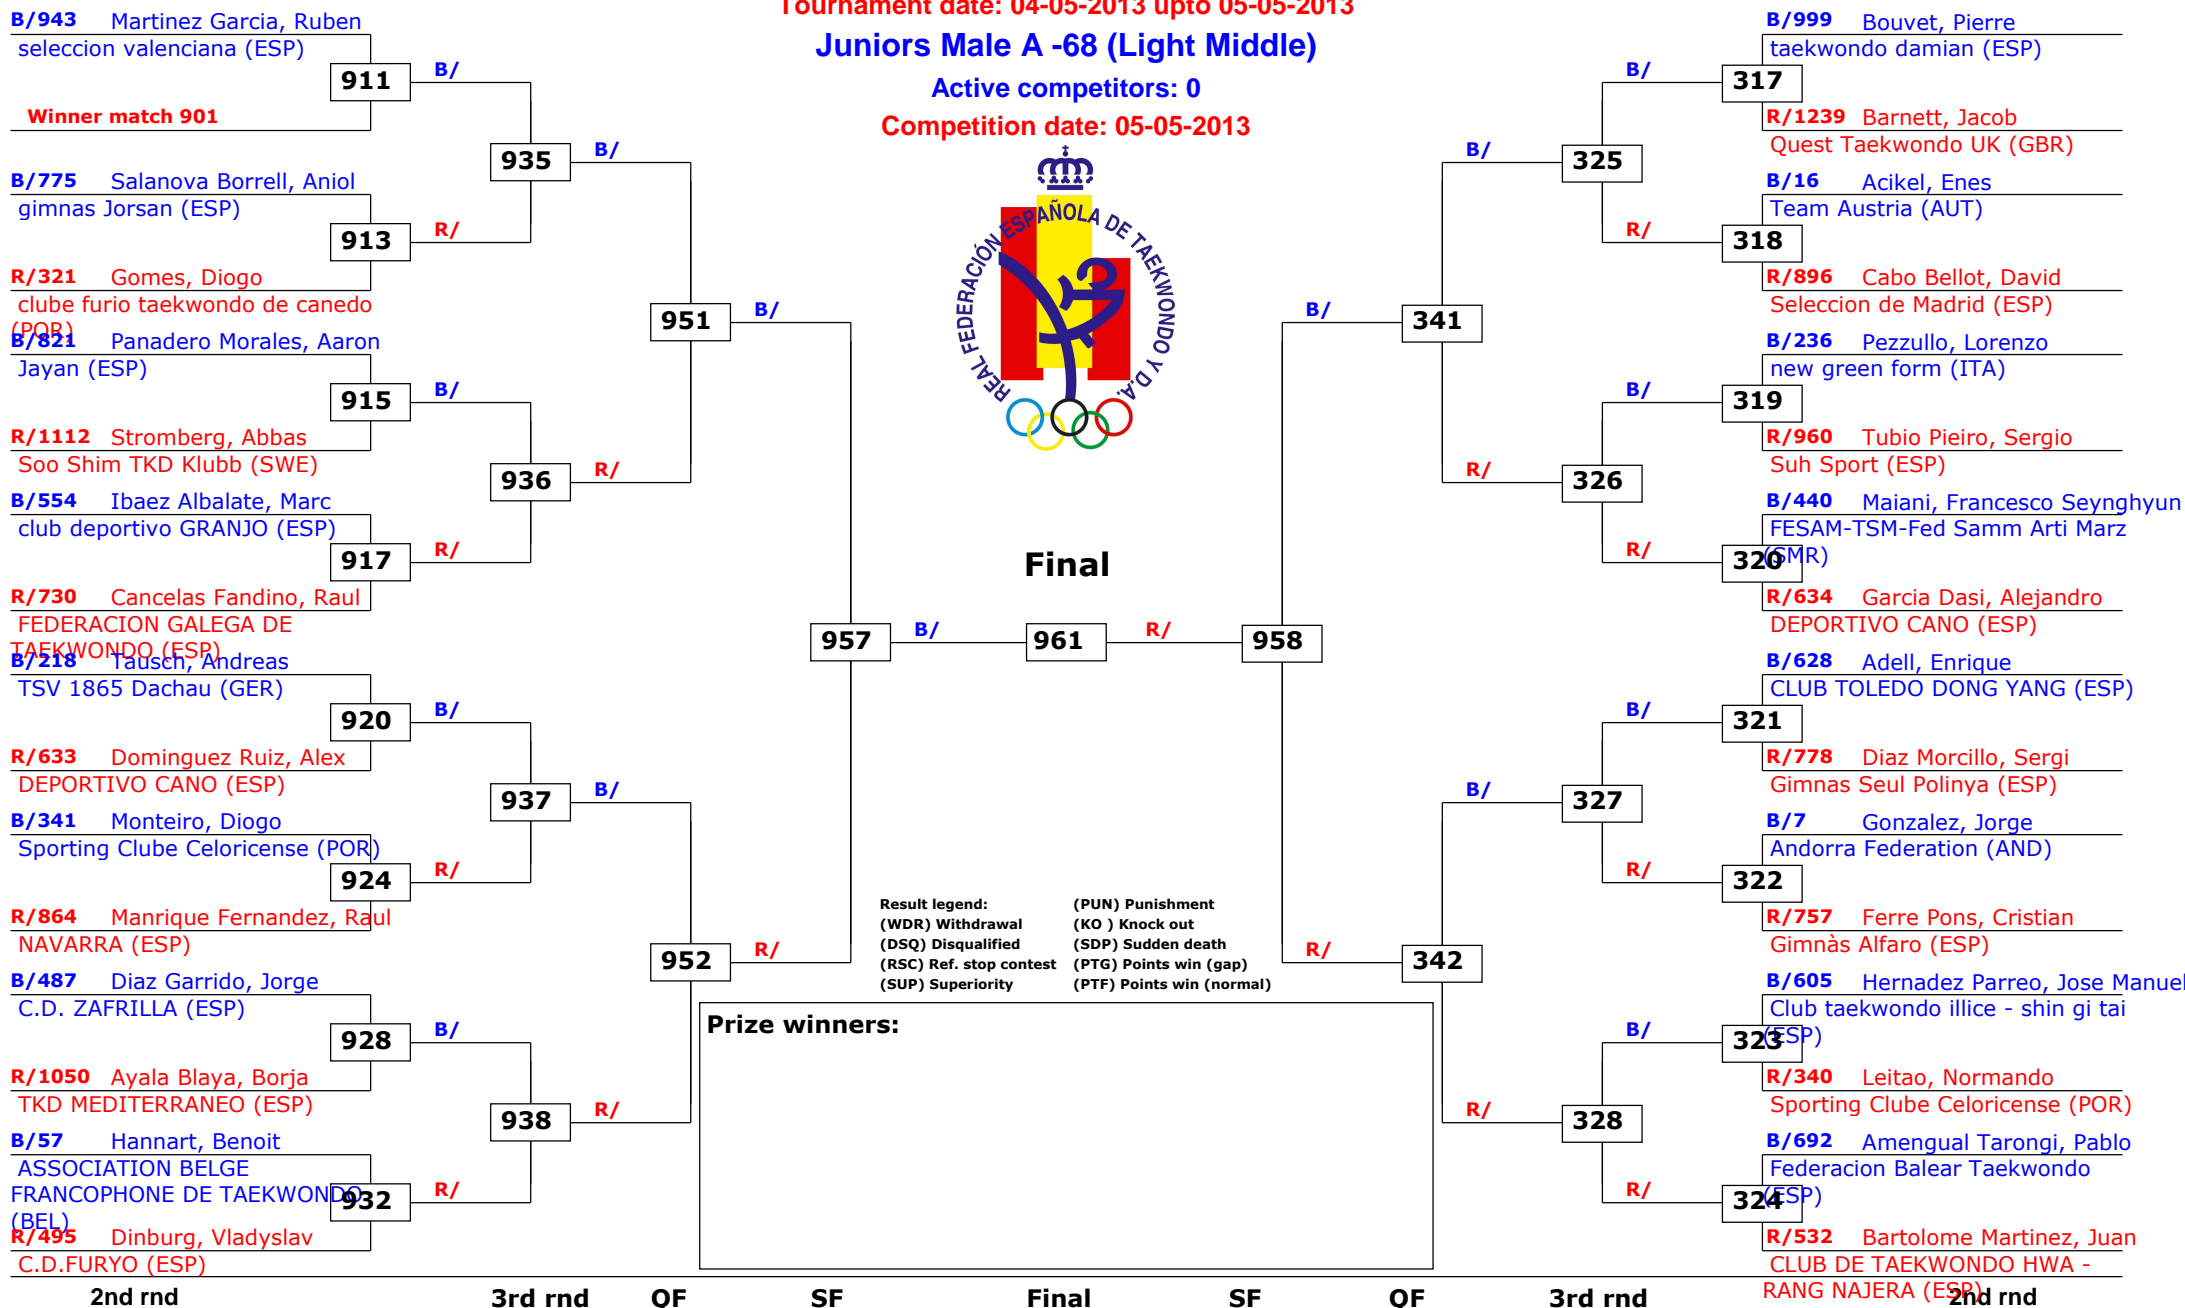 Tournament date: 04-05-2013 upto 05-05-2013
Juniors Male A -68 (Light Middle)
Active competitors: 0
Competition date: 05-05-2013
REAL FEDERACIÓN ESPAÑOLA DE TAEKWONDO Y D.A.
B/943 Martinez Garcia, Ruben
seleccion valenciana (ESP)
911
B/
Winner match 901
935
B/
B/775 Salanova Borrell, Aniol
gimnas Jorsan (ESP)
913
R/
R/321 Gomes, Diogo
clube furio taekwondo de canedo
(POR)
951
B/
B/821 Panadero Morales, Aaron
Jayan (ESP)
915
B/
R/1112 Stromberg, Abbas
Soo Shim TKD Klubb (SWE)
936
R/
B/554 Ibaez Albalate, Marc
club deportivo GRANJO (ESP)
917
R/
R/730 Cancelas Fandino, Raul
FEDERACION GALEGA DE
TAEKWONDO (ESP)
957
B/
B/218 Tausch, Andreas
TSV 1865 Dachau (GER)
920
B/
R/633 Dominguez Ruiz, Alex
DEPORTIVO CANO (ESP)
937
B/
B/341 Monteiro, Diogo
Sporting Clube Celoricense (POR)
924
R/
R/864 Manrique Fernandez, Raul
NAVARRA (ESP)
952
R/
B/487 Diaz Garrido, Jorge
C.D. ZAFRILLA (ESP)
928
B/
R/1050 Ayala Blaya, Borja
TKD MEDITERRANEO (ESP)
938
R/
B/57 Hannart, Benoit
ASSOCIATION BELGE
FRANCOPHONE DE TAEKWONDO
(BEL)
932
R/
R/495 Dinburg, Vladyslav
C.D.FURYO (ESP)
Final
961
R/
958
B/999 Bouvet, Pierre
taekwondo damian (ESP)
B/
317
R/1239 Barnett, Jacob
Quest Taekwondo UK (GBR)
B/
325
B/16 Acikel, Enes
Team Austria (AUT)
R/
318
R/896 Cabo Bellot, David
Seleccion de Madrid (ESP)
B/
341
B/236 Pezzullo, Lorenzo
new green form (ITA)
B/
319
R/960 Tubio Pieiro, Sergio
Suh Sport (ESP)
R/
326
B/440 Maiani, Francesco Seynghyun
FESAM-TSM-Fed Samm Arti Marz
(SMR)
R/
320
R/634 Garcia Dasi, Alejandro
DEPORTIVO CANO (ESP)
B/628 Adell, Enrique
CLUB TOLEDO DONG YANG (ESP)
B/
321
R/778 Diaz Morcillo, Sergi
Gimnas Seul Polinya (ESP)
B/
327
B/7 Gonzalez, Jorge
Andorra Federation (AND)
R/
322
R/757 Ferre Pons, Cristian
Gimnàs Alfaro (ESP)
R/
342
B/605 Hernadez Parreo, Jose Manuel
Club taekwondo illice - shin gi tai
(ESP)
B/
323
R/340 Leitao, Normando
Sporting Clube Celoricense (POR)
R/
328
B/692 Amengual Tarongi, Pablo
Federacion Balear Taekwondo
(ESP)
R/
324
R/532 Bartolome Martinez, Juan
CLUB DE TAEKWONDO HWA -
RANG NAJERA (ESP)
Result legend: (PUN) Punishment
(WDR) Withdrawal (KO ) Knock out
(DSQ) Disqualified (SDP) Sudden death
(RSC) Ref. stop contest (PTG) Points win (gap)
(SUP) Superiority (PTF) Points win (normal)
Prize winners:
2nd rnd 3rd rnd QF SF Final SF QF 3rd rnd 2nd rnd